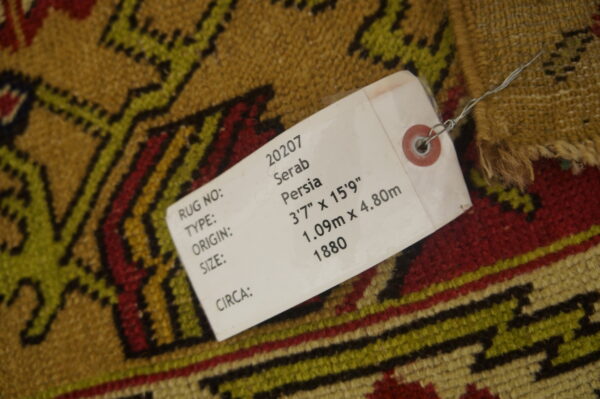 RUG NO: 20207
TYPE: Serab
ORIGIN: Persia
SIZE: 3'7" x 15'9"
1.09m x 4.80m
CIRCA: 1880